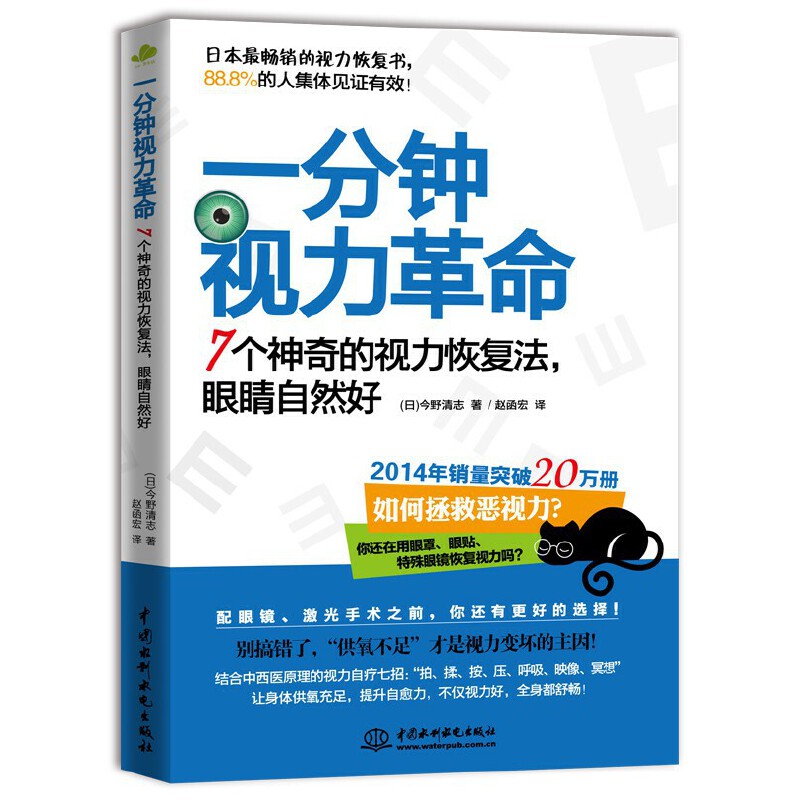 日本最畅销的视力恢复书，
88.8%的人集体见证有效！
一分钟
视力革命
7个神奇的视力恢复法，
眼睛自然好
(日)今野清志 著 / 赵函宏 译
2014年销量突破20万册
如何拯救恶视力？
你还在用眼罩、眼贴、
特殊眼镜恢复视力吗？
配眼镜、激光手术之前，你还有更好的选择！
别搞错了，“供氧不足”才是视力变坏的主因！
结合中西医原理的视力自疗七招：“拍、揉、按、压、呼吸、映像、冥想”
让身体供氧充足，提升自愈力，不仅视力好，全身都舒畅！
中国水利水电出版社
www.waterpub.com.cn
一分钟视力革命
7个神奇的视力恢复法，眼睛自然好
(日)今野清志 著
赵函宏 译
中国水利水电出版社